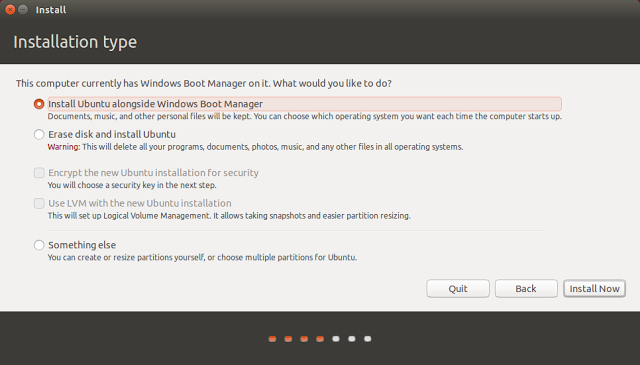 Install
Installation type
This computer currently has Windows Boot Manager on it. What would you like to do?
Install Ubuntu alongside Windows Boot Manager
Documents, music, and other personal files will be kept. You can choose which operating system you want each time the computer starts up.
Erase disk and install Ubuntu
Warning: This will delete all your programs, documents, photos, music, and any other files in all operating systems.
Encrypt the new Ubuntu installation for security
You will choose a security key in the next step.
Use LVM with the new Ubuntu installation
This will set up Logical Volume Management. It allows taking snapshots and easier partition resizing.
Something else
You can create or resize partitions yourself, or choose multiple partitions for Ubuntu.
Quit Back Install Now